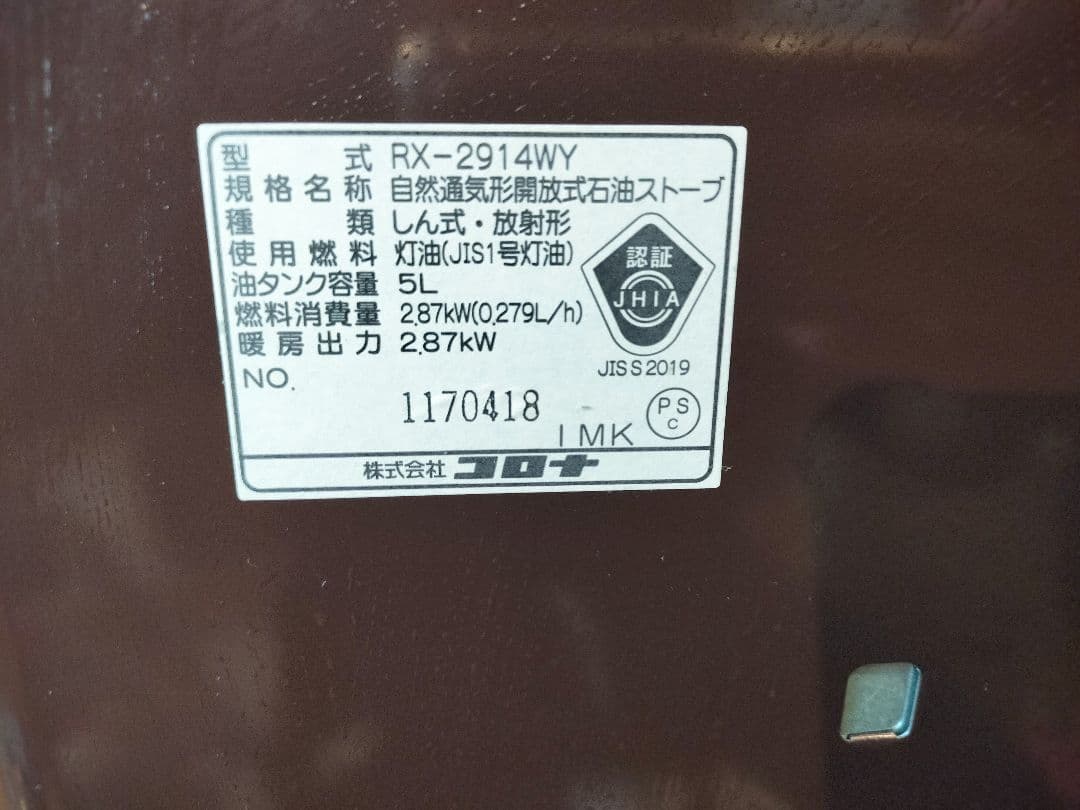 型式 RX-2914WY
規格名称 自然通気形開放式石油ストーブ
種類 しん式・放射形
使用燃料 灯油(JIS1号灯油)
油タンク容量 5L
燃料消費量 2.87kW(0.279L/h)
暖房出力 2.87kW
認証
JHIA
JIS S 2019
NO.
1170418
IMK
PS
C
株式会社 コロナ